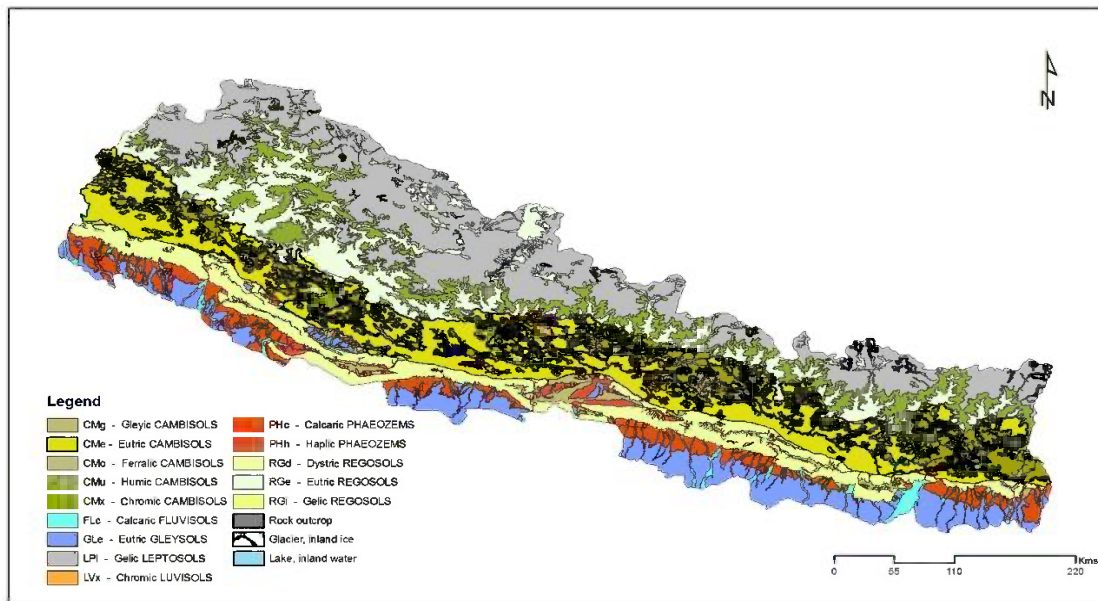 N
Legend
CMg - Gleyic CAMBISOLS
CMe - Eutric CAMBISOLS
CMo - Ferralic CAMBISOLS
CMu - Humic CAMBISOLS
CMx - Chromic CAMBISOLS
FLc - Calcaric FLUVISOLS
GLe - Eutric GLEYSOLS
LPI - Gelic LEPTOSOLS
LVx - Chromic LUVISOLS
PHc - Calcaric PHAEOZEMS
PHh - Haplic PHAEOZEMS
RGd - Dystric REGOSOLS
RGe - Eutric REGOSOLS
RGi - Gelic REGOSOLS
Rock outcrop
Glacier, inland ice
Lake, inland water
Kms
0 55 110 220